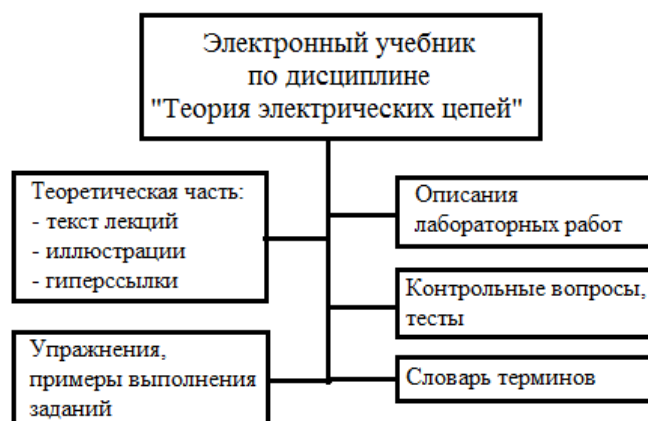 Электронный учебник
по дисциплине
"Теория электрических цепей"
Теоретическая часть:
- текст лекций
- иллюстрации
- гиперссылки
Описания
лабораторных работ
Контрольные вопросы,
тесты
Упражнения,
примеры выполнения
заданий
Словарь терминов